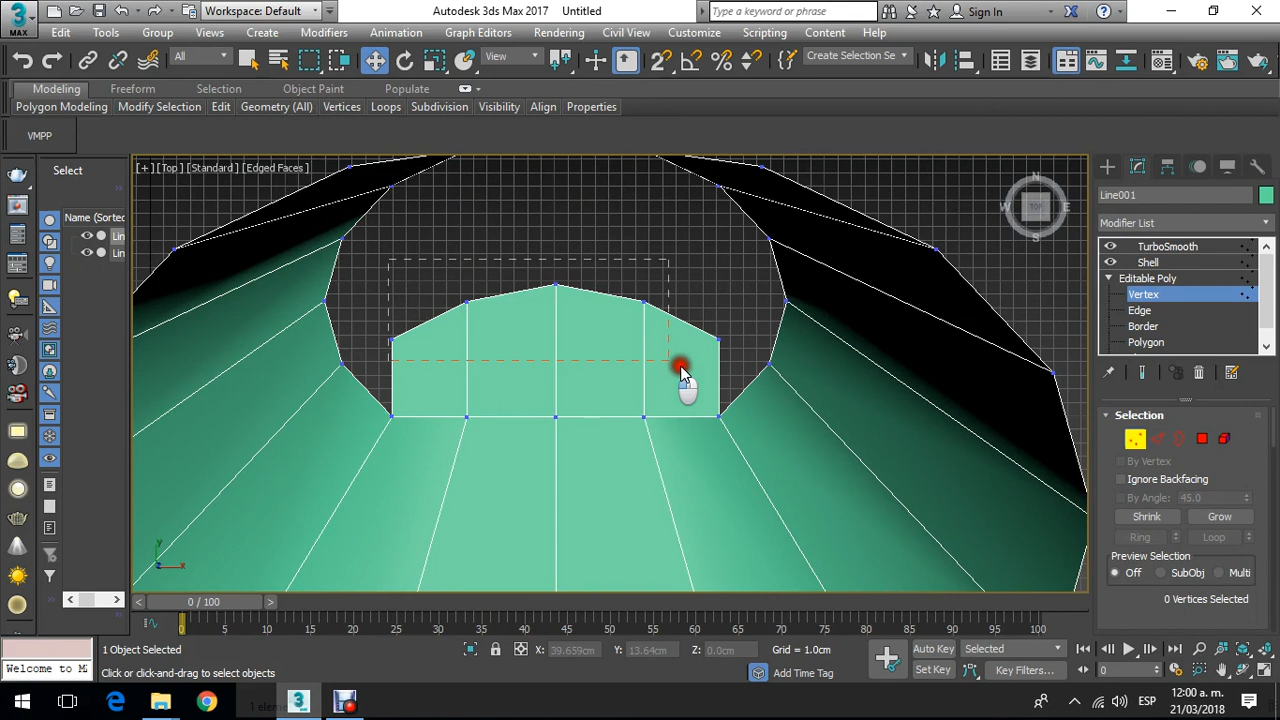 3 MAX Workspace: Default Autodesk 3ds Max 2017 Untitled Type a keyword or phrase Sign In
Edit Tools Group Views Create Modifiers Animation Graph Editors Rendering Civil View Customize Scripting Content Help
All View Create Selection Se
Modeling Freeform Selection Object Paint Populate
Polygon Modeling Modify Selection Edit Geometry (All) Vertices Loops Subdivision Visibility Align Properties
VMPP
Select
Name (Sorted
Lin
Lin
[+] [Top] [Standard] [Edged Faces]
N
W TOP E
S
y
x
Line001
Modifier List
TurboSmooth
Shell
Editable Poly
Vertex
Edge
Border
Polygon
Selection
By Vertex
Ignore Backfacing
By Angle: 45.0
Shrink Grow
Ring Loop
Preview Selection
Off SubObj Multi
0 Vertices Selected
0 / 100
0 5 10 15 20 25 30 35 40 45 50 55 60 65 70 75 80 85 90 95 100
1 Object Selected X: 39.659cm Y: 13.64cm Z: 0.0cm Grid = 1.0cm Auto Key Selected
Welcome to M Click or click-and-drag to select objects Add Time Tag Set Key Key Filters... 0
1 elem
ESP 12:00 a. m.
21/03/2018